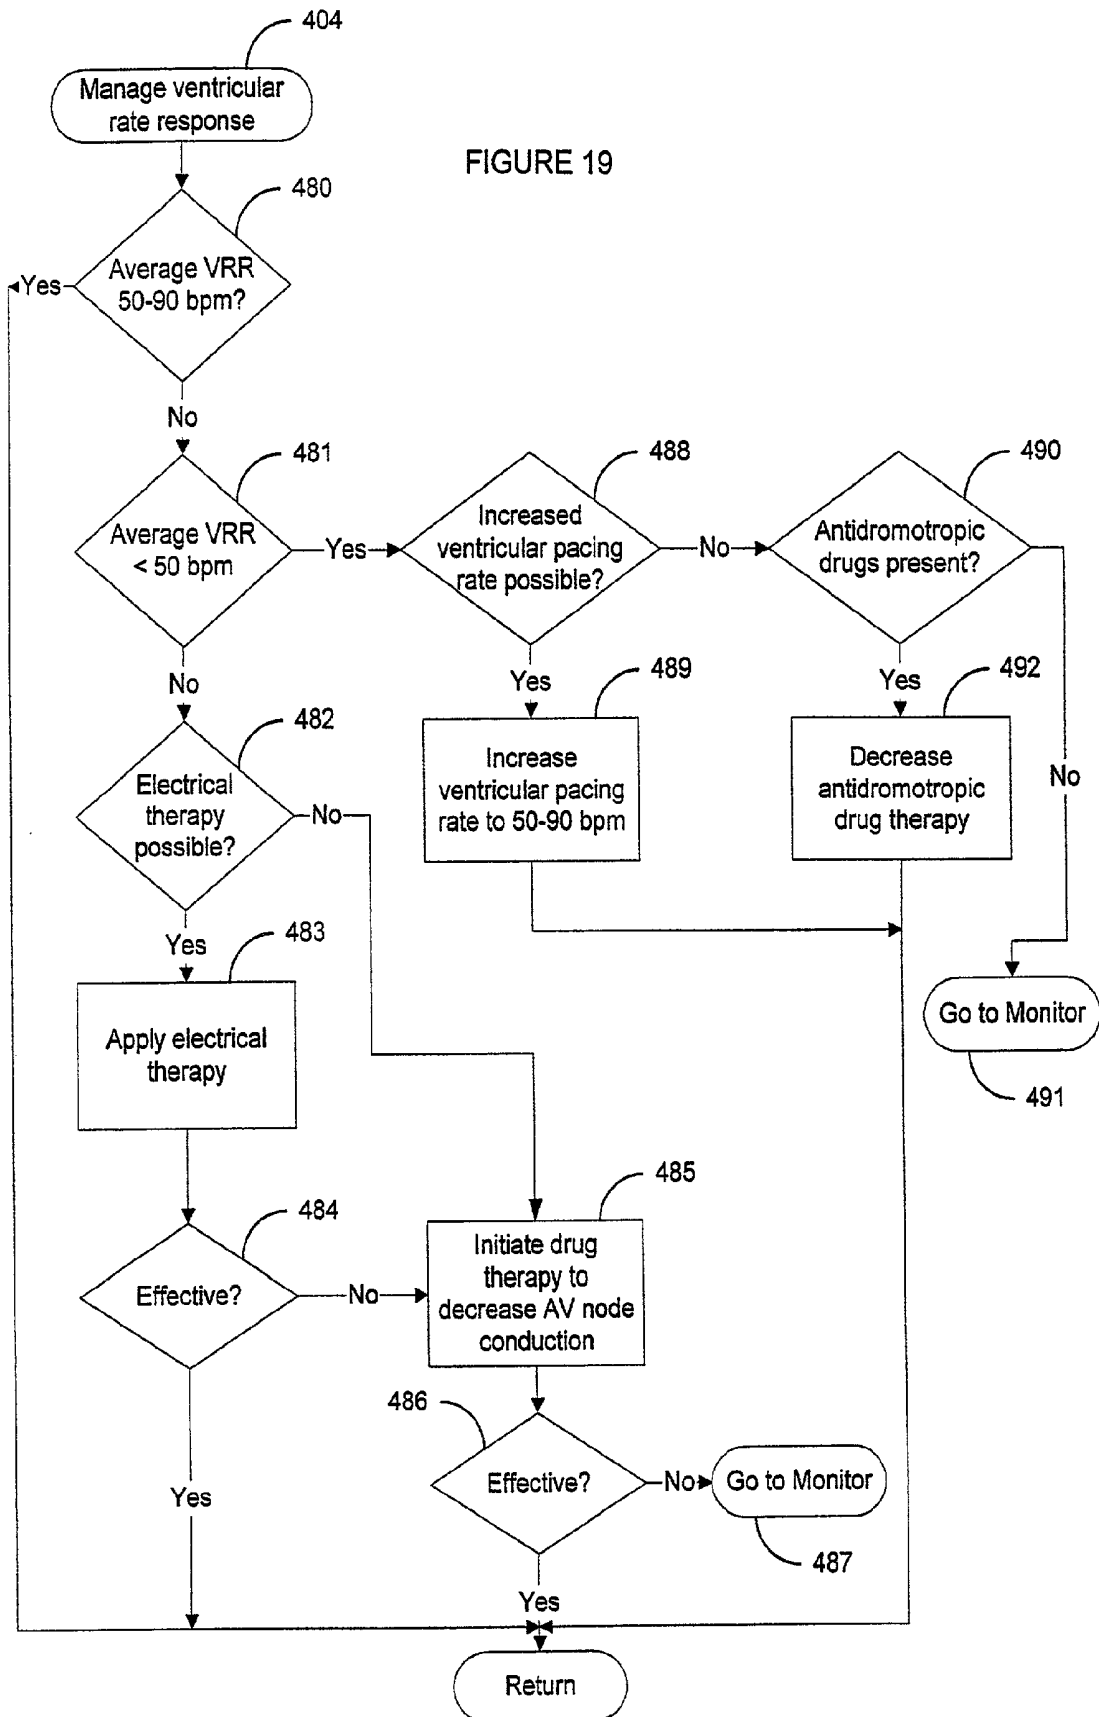 404
Manage ventricular
rate response
FIGURE 19
480
Average VRR
50-90 bpm?
Yes
No
481
Average VRR
< 50 bpm
Yes
488
Increased
ventricular pacing
rate possible?
No
490
Antidromotropic
drugs present?
No
482
Electrical
therapy
possible?
No
Yes
489
Increase
ventricular pacing
rate to 50-90 bpm
Yes
492
Decrease
antidromotropic
drug therapy
No
Yes
483
Apply electrical
therapy
Go to Monitor
491
484
Effective?
No
485
Initiate drug
therapy to
decrease AV node
conduction
486
Effective?
No
Go to Monitor
487
Yes
Yes
Return